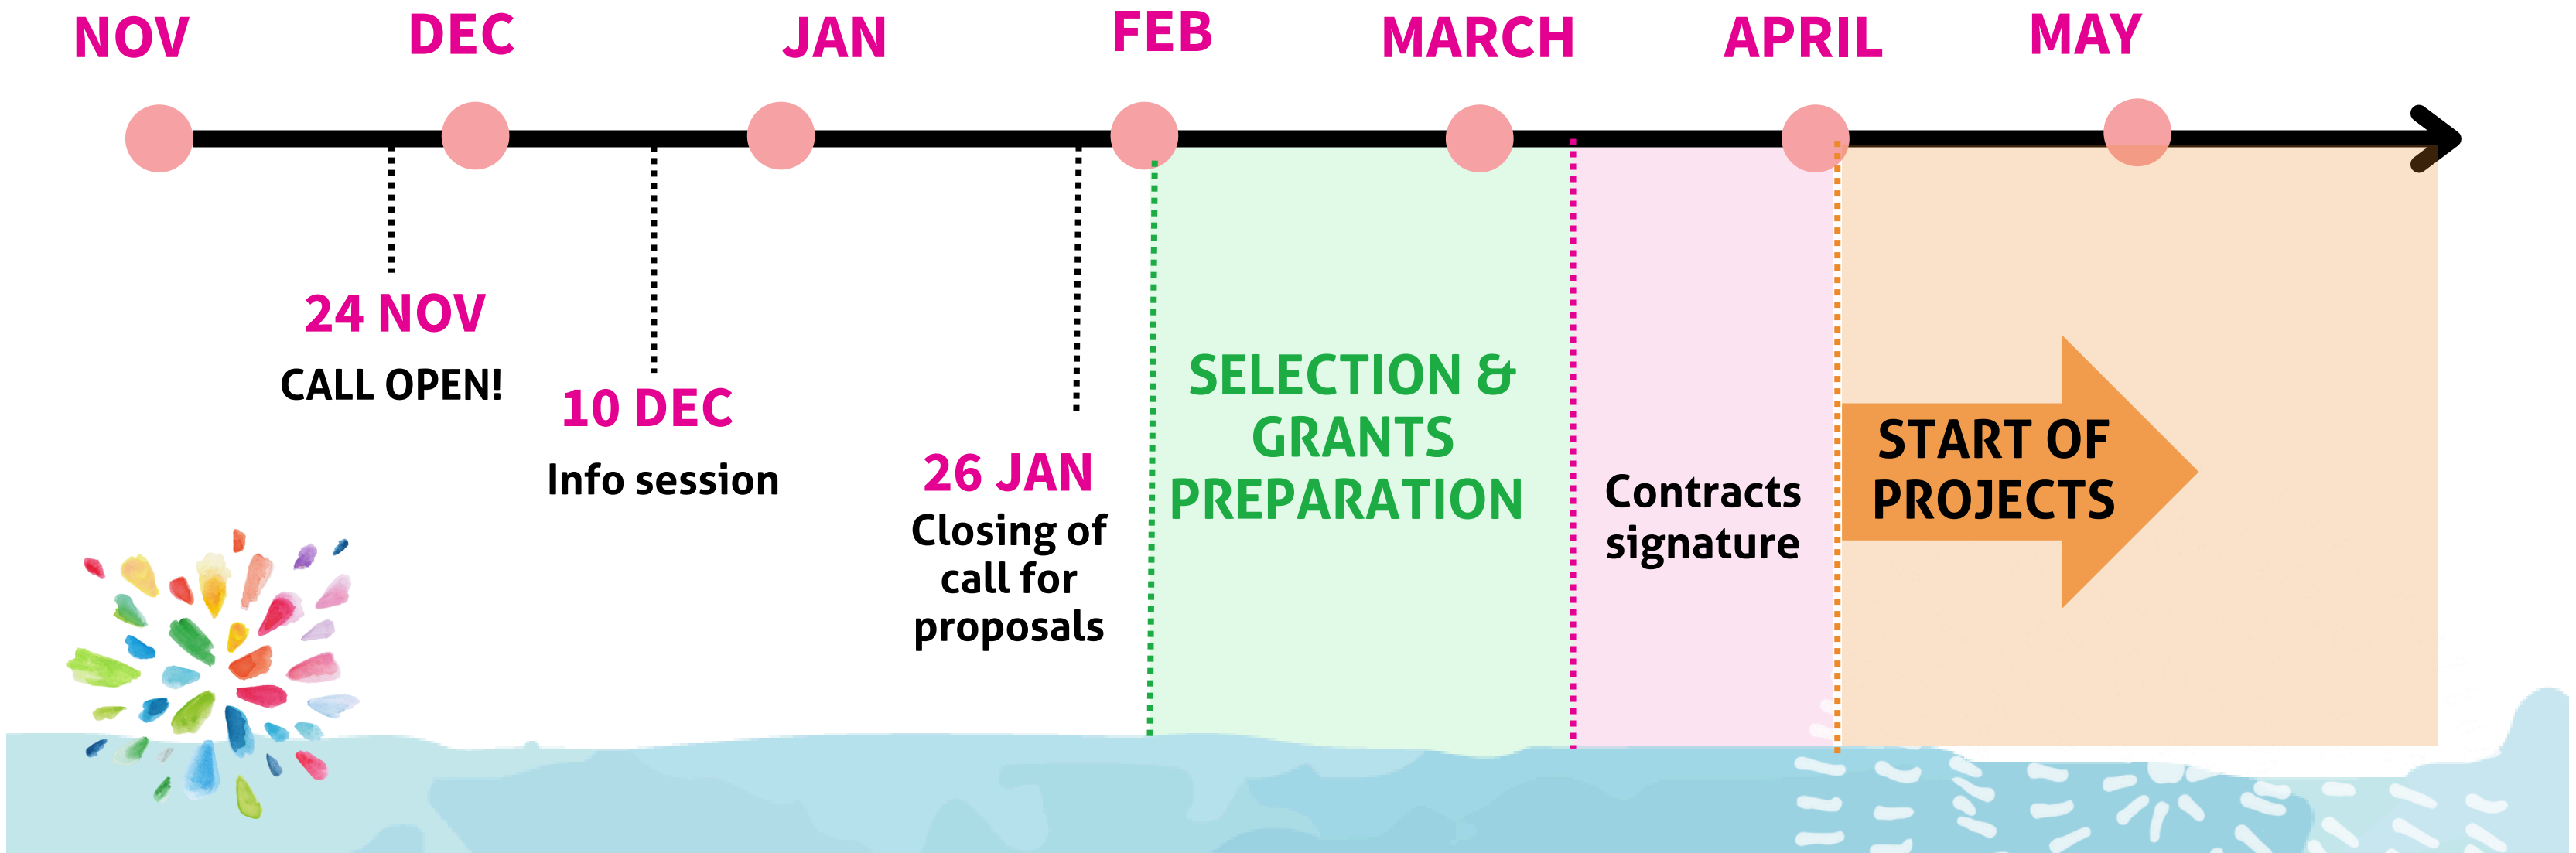 NOV
DEC
JAN
FEB
MARCH
APRIL
MAY
24 NOV
CALL OPEN!
10 DEC
Info session
26 JAN
Closing of
call for
proposals
SELECTION &
GRANTS
PREPARATION
Contracts
signature
START OF
PROJECTS